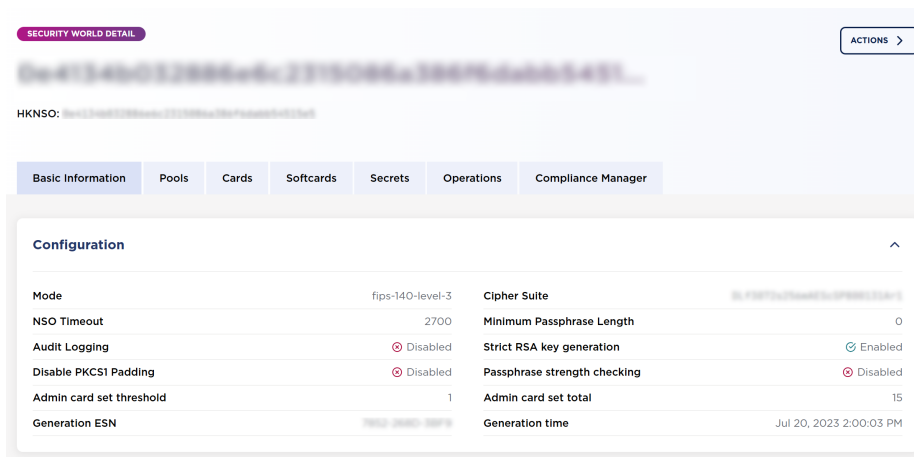 SECURITY WORLD DETAIL
ACTIONS
HKNSO:
Basic Information Pools Cards Softcards Secrets Operations Compliance Manager
Configuration
Mode fips-140-level-3 Cipher Suite
NSO Timeout 2700 Minimum Passphrase Length 0
Audit Logging Disabled Strict RSA key generation Enabled
Disable PKCS1 Padding Disabled Passphrase strength checking Disabled
Admin card set threshold 1 Admin card set total 15
Generation ESN Generation time Jul 20, 2023 2:00:03 PM